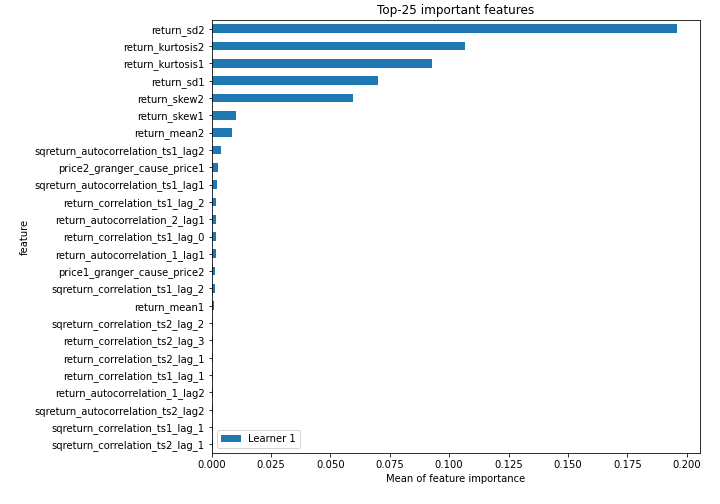 Top-25 important features
return_sd2
return_kurtosis2
return_kurtosis1
return_sd1
return_skew2
return_skew1
return_mean2
sqreturn_autocorrelation_ts1_lag2
price2_granger_cause_price1
sqreturn_autocorrelation_ts1_lag1
return_correlation_ts1_lag_2
return_autocorrelation_2_lag1
return_correlation_ts1_lag_0
return_autocorrelation_1_lag1
price1_granger_cause_price2
sqreturn_correlation_ts1_lag_2
return_mean1
sqreturn_correlation_ts2_lag_2
return_correlation_ts2_lag_3
return_correlation_ts2_lag_1
return_correlation_ts1_lag_1
return_autocorrelation_1_lag2
sqreturn_autocorrelation_ts2_lag2
sqreturn_correlation_ts1_lag_1
sqreturn_correlation_ts2_lag_1
feature
Learner 1
0.000 0.025 0.050 0.075 0.100 0.125 0.150 0.175 0.200
Mean of feature importance